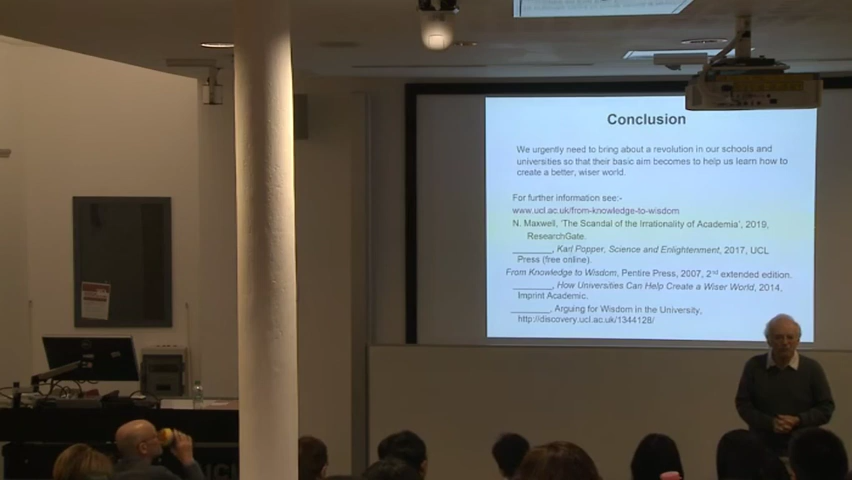 Conclusion
We urgently need to bring about a revolution in our schools and
universities so that their basic aim becomes to help us learn how to
create a better, wiser world.
For further information see:-
www.ucl.ac.uk/from-knowledge-to-wisdom
N. Maxwell, 'The Scandal of the Irrationality of Academia', 2019,
ResearchGate.
________, Karl Popper, Science and Enlightenment, 2017, UCL
Press (free online).
From Knowledge to Wisdom, Pentire Press, 2007, 2nd extended edition.
________, How Universities Can Help Create a Wiser World, 2014,
Imprint Academic.
________, Arguing for Wisdom in the University,
http://discovery.ucl.ac.uk/1344128/